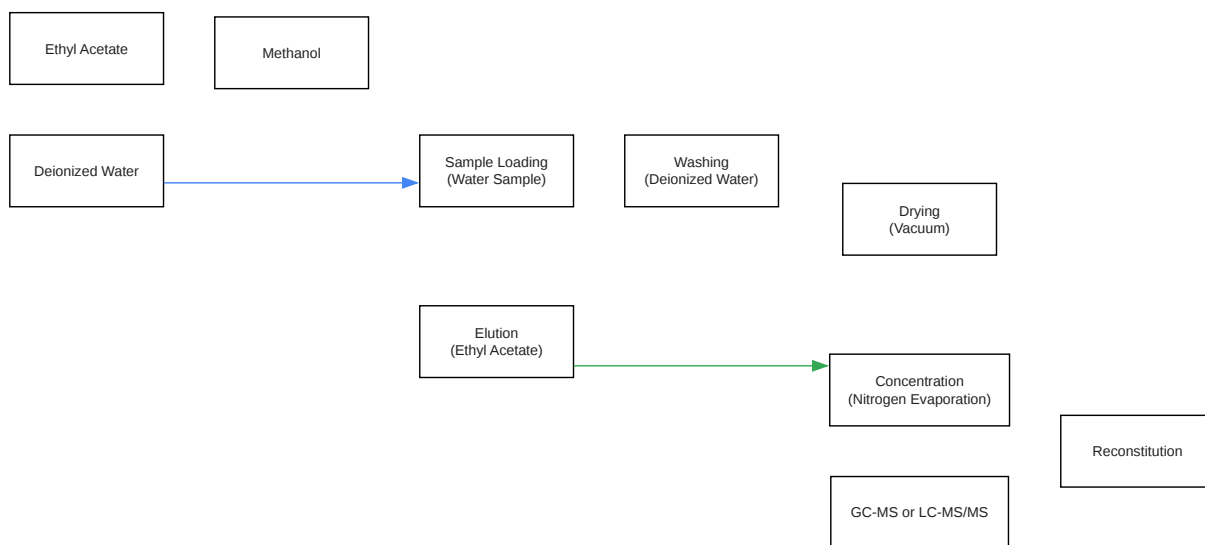 Ethyl Acetate
Methanol
Deionized Water
Sample Loading
(Water Sample)
Washing
(Deionized Water)
Drying
(Vacuum)
Elution
(Ethyl Acetate)
Concentration
(Nitrogen Evaporation)
Reconstitution
GC-MS or LC-MS/MS